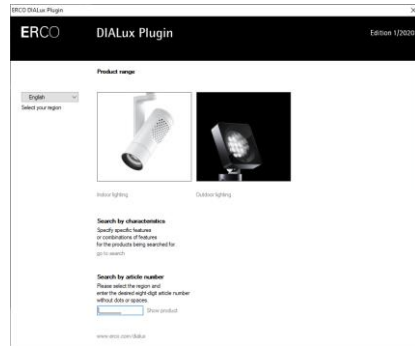 ERCO DIALux Plugin
ERCO
DIALux Plugin
Edition 1/2020
Product range
English
Select your region
Indoor lighting
Outdoor lighting
Search by characteristics
Specify specific features
or combinations of features
for the products being searched for
go to search
Search by article number
Please select the region and
enter the desired eight-digit article number
without dots or spaces.
Show product
www.erco.com/dialux